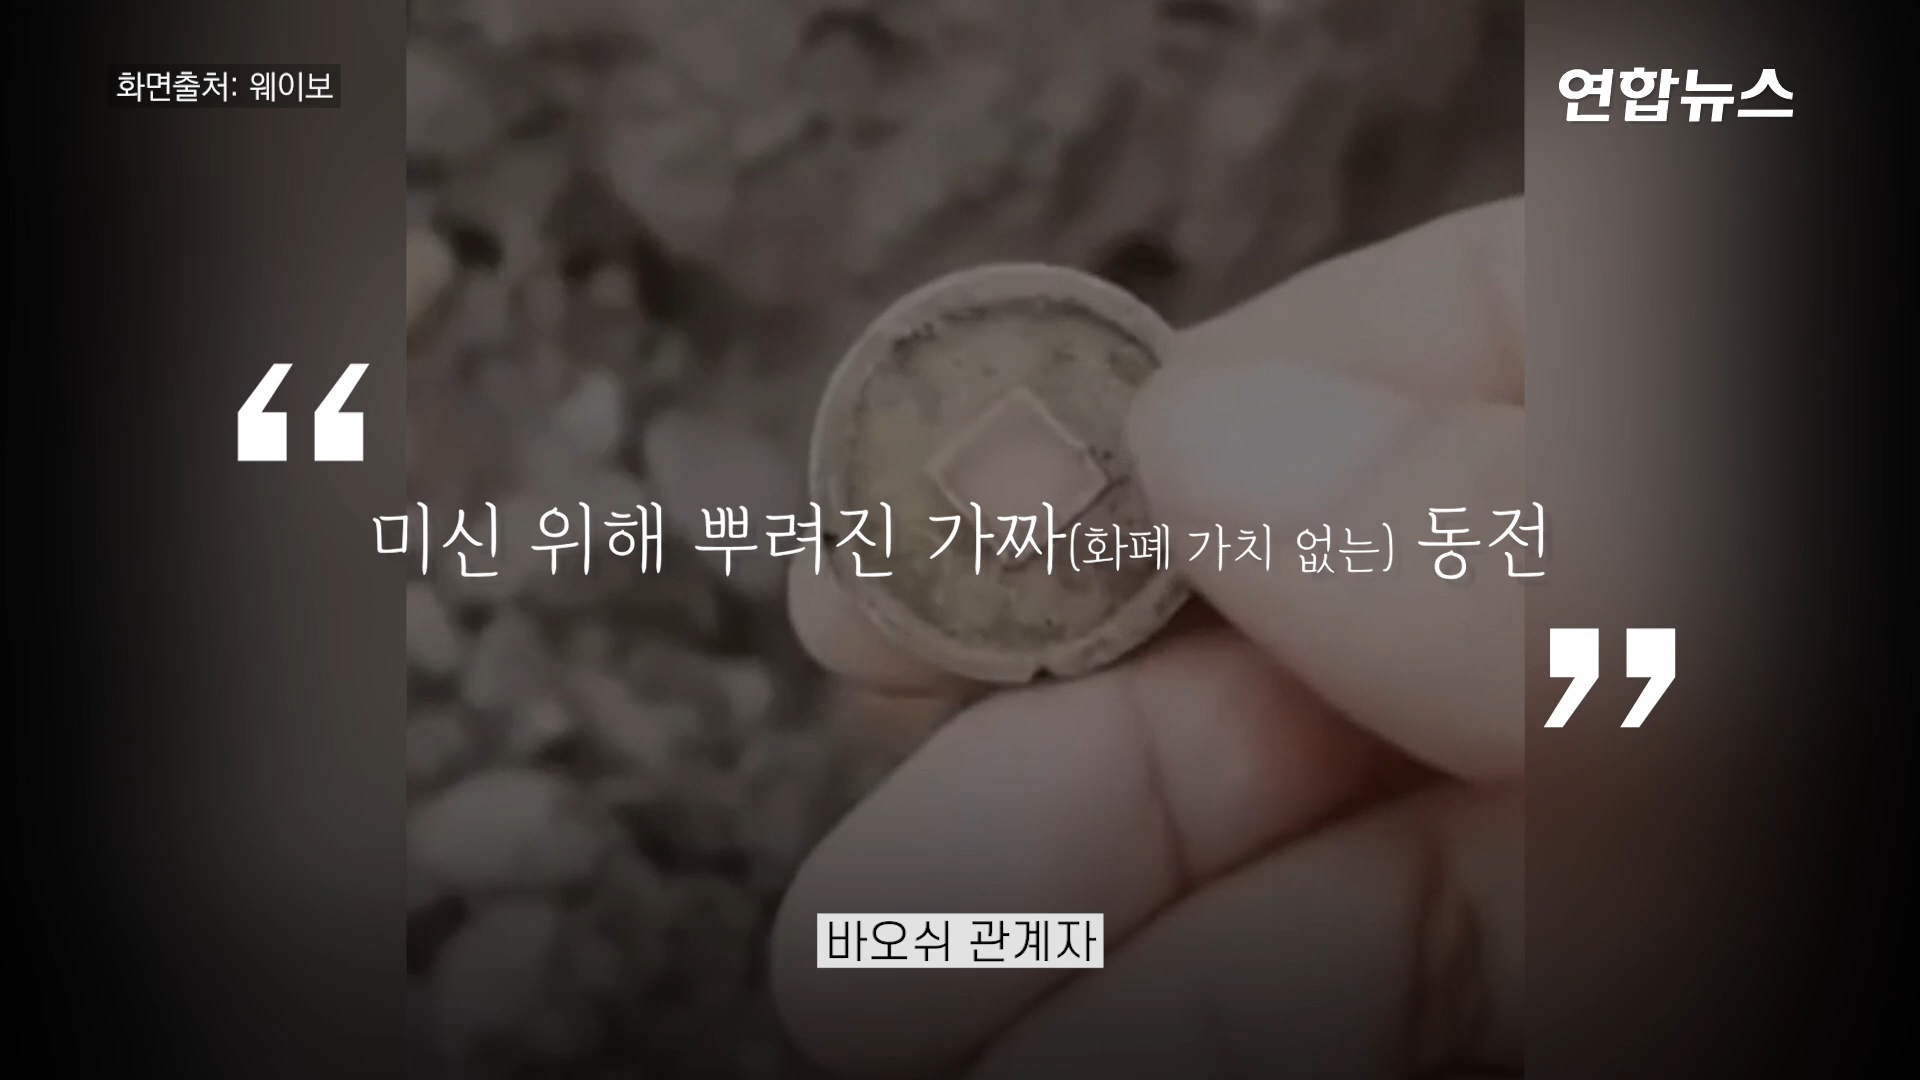 화면출처: 웨이보
연합뉴스
“
미신 위해 뿌려진 가짜(화폐 가치 없는) 동전
”
바오쉬 관계자